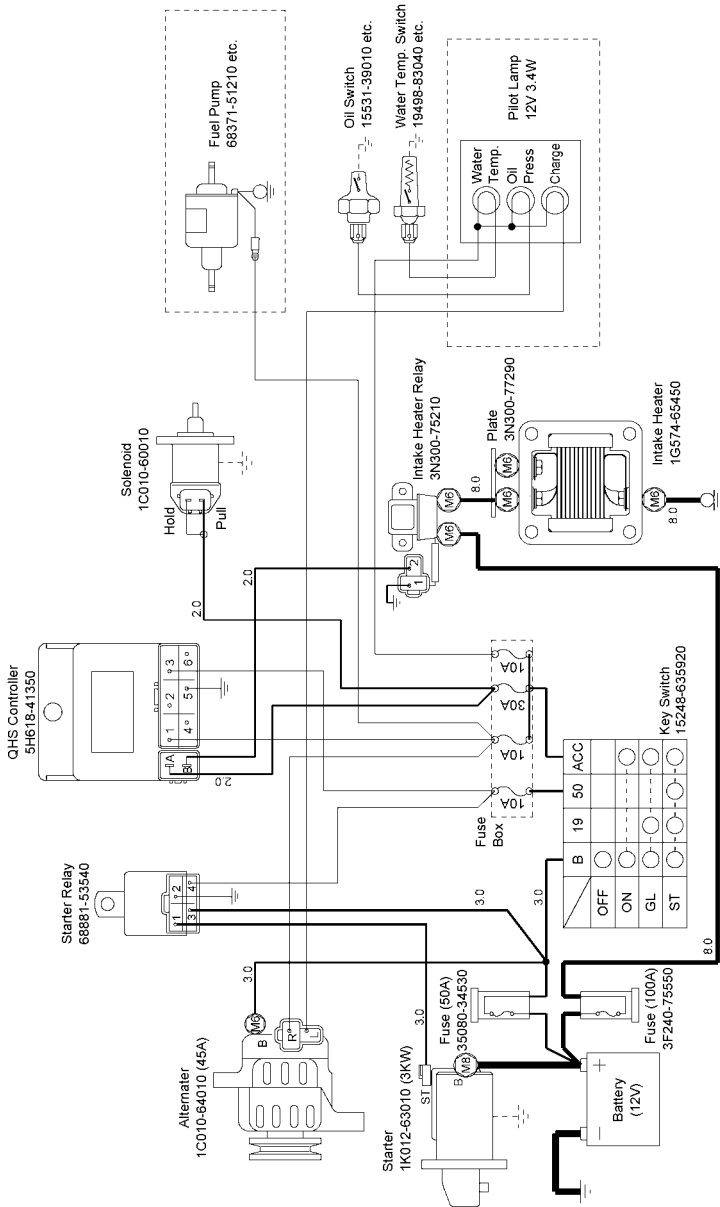 Fuel Pump
68371-51210 etc.
Oil Switch
15531-39010 etc.
Water Temp. Switch
19498-83040 etc.
Pilot Lamp
12V 3.4W
Water
Temp.
Oil
Press
Charge
Solenoid
1C010-60010
Hold
Pull
2.0
2.0
Intake Heater Relay
3N300-75210
1
2
M6
M6
8.0
Plate
3N300-77290
M6
M6
Intake Heater
1G574-65450
M6
8.0
QHS Controller
5H618-41350
A
B
1
2
3
4
5
6
2.0
Fuse
Box
10A
10A
30A
10A
Key Switch
15248-635920
B
19
50
ACC
OFF
ON
GL
ST
Starter Relay
68881-53540
1
2
3
4
3.0
3.0
3.0
3.0
Alternater
1C010-64010 (45A)
M6
B
R
L
Starter
1K012-63010 (3KW)
ST
B
M8
Fuse (50A)
35080-34530
Fuse (100A)
3F240-75550
8.0
Battery
(12V)
+
−